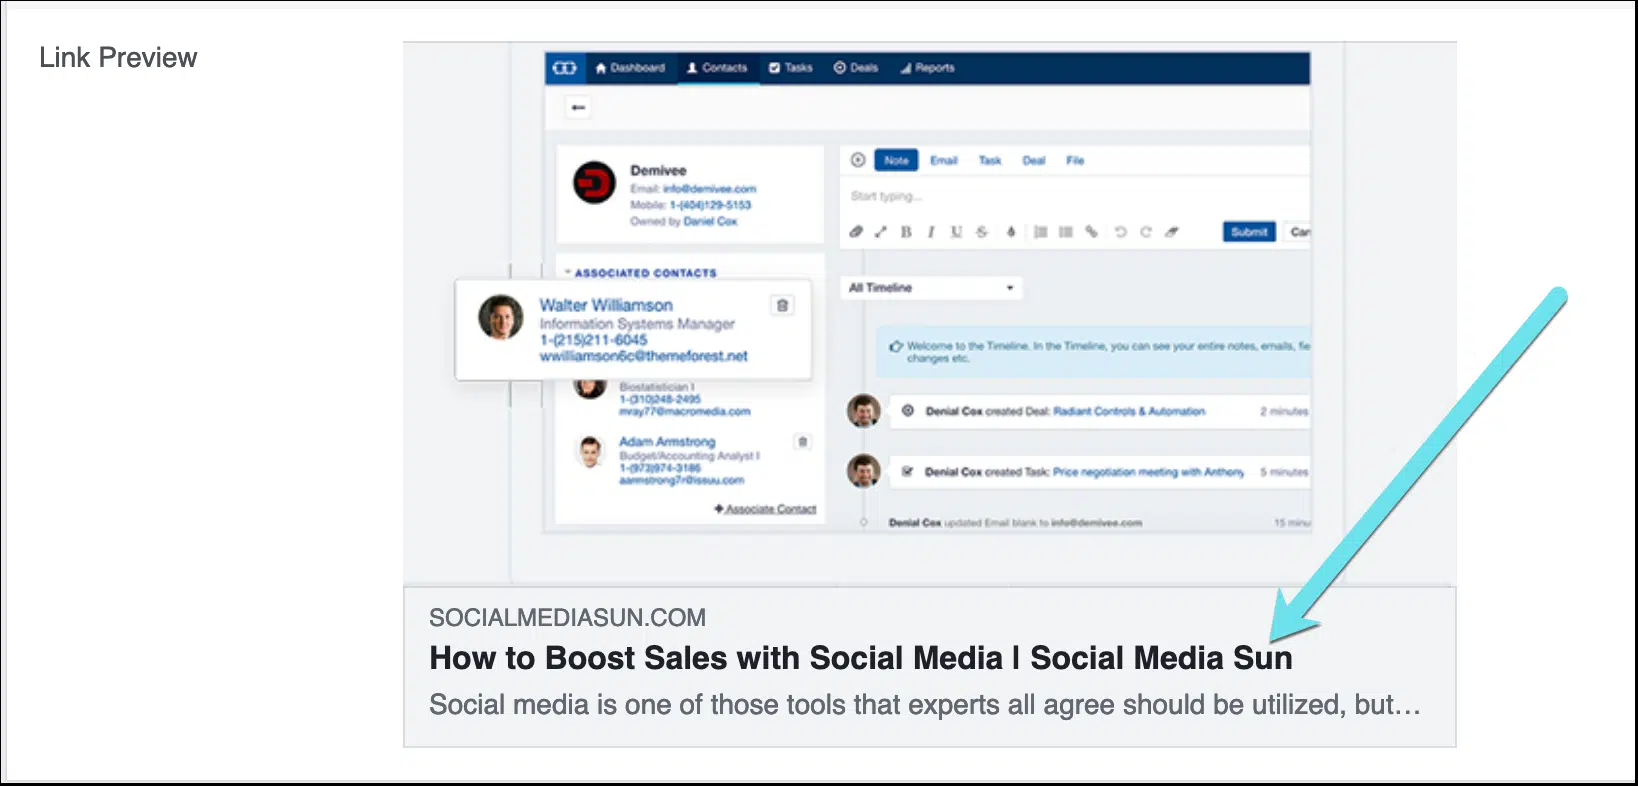 Link Preview
Dashboard Contacts Tasks Deals Reports
Demivee
Email: info@demivee.com
Mobile: 1-(404)129-5153
Owned by Daniel Cox
Note Email Task Deal File
Start typing...
B I U S
Submit Can
ASSOCIATED CONTACTS
Walter Williamson
Information Systems Manager
1-(215)211-6045
wwilliamson6c@themeforest.net
Biostatistician I
1-(310)248-2495
mray77@macromedia.com
Adam Armstrong
Budget/Accounting Analyst I
1-(973)974-3186
aarmstrong7r@issuu.com
Associate Contact
All Timeline
Welcome to the Timeline. In the Timeline, you can see your entire notes, emails, fie
changes etc.
Denial Cox created Deal: Radiant Controls & Automation 2 minutes
Denial Cox created Task: Price negotiation meeting with Anthony 5 minutes
Denial Cox updated Email blank to info@demivee.com 15 minu
SOCIALMEDIASUN.COM
How to Boost Sales with Social Media | Social Media Sun
Social media is one of those tools that experts all agree should be utilized, but...